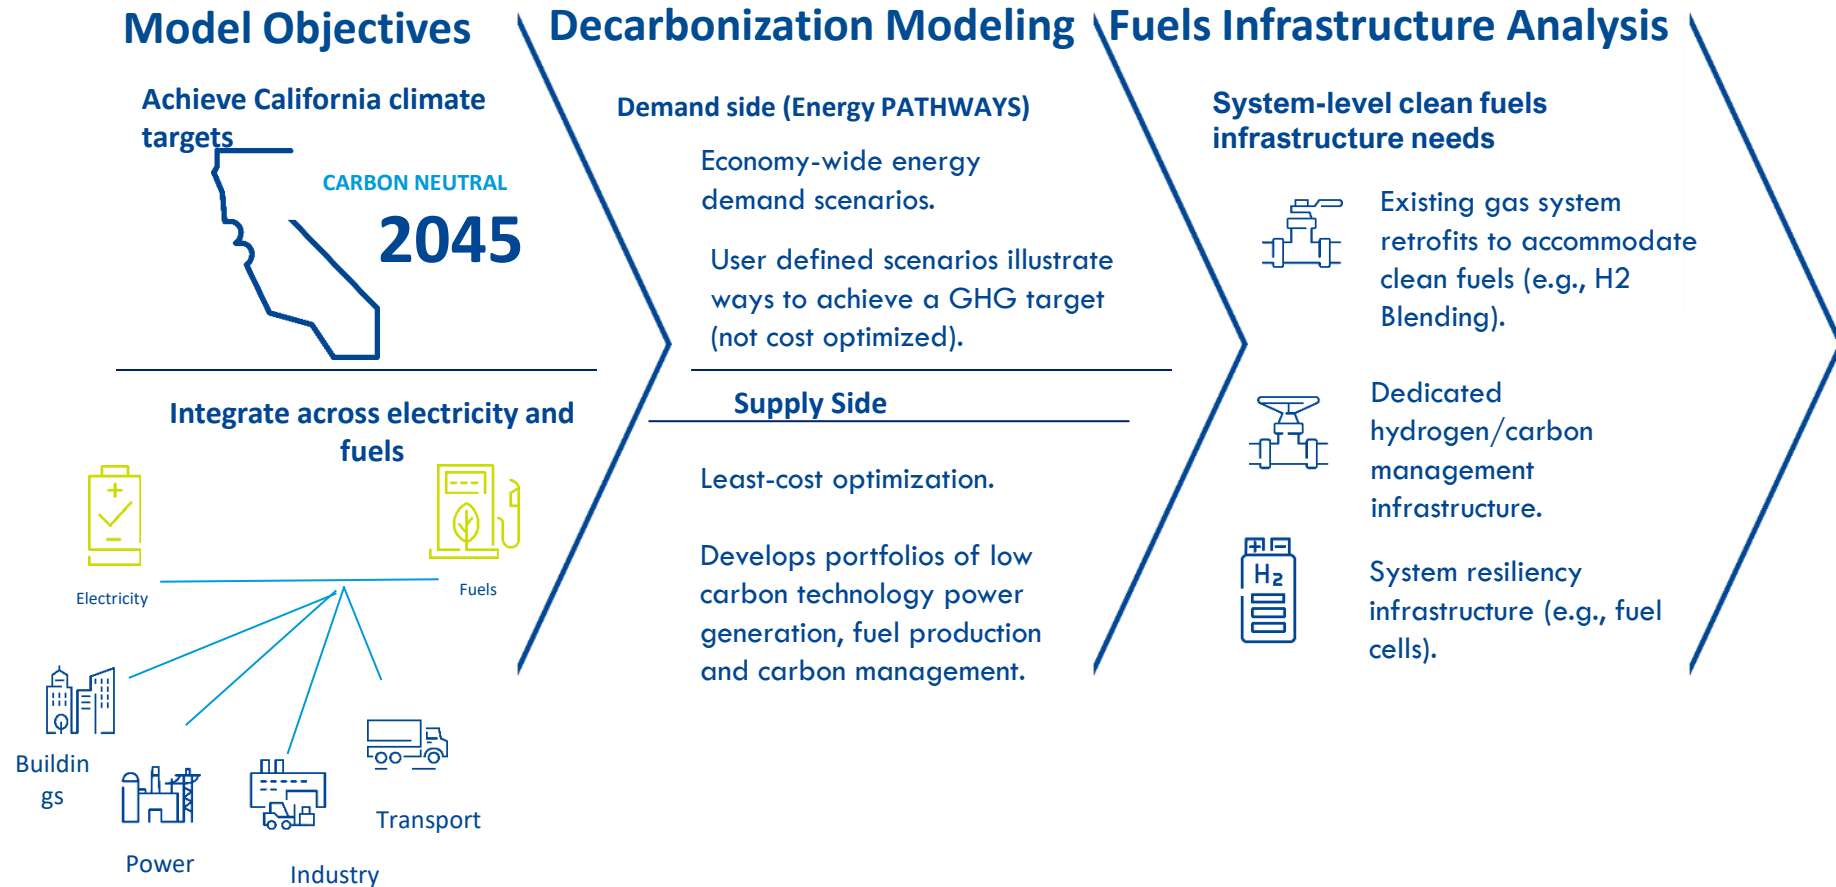 Model Objectives
Achieve California climate
targets
CARBON NEUTRAL
2045
Integrate across electricity and
fuels
Electricity
Fuels
Buildin
gs
Power
Industry
Transport
Decarbonization Modeling
Demand side (Energy PATHWAYS)
Economy-wide energy
demand scenarios.
User defined scenarios illustrate
ways to achieve a GHG target
(not cost optimized).
Supply Side
Least-cost optimization.
Develops portfolios of low
carbon technology power
generation, fuel production
and carbon management.
Fuels Infrastructure Analysis
System-level clean fuels
infrastructure needs
Existing gas system
retrofits to accommodate
clean fuels (e.g., H2
Blending).
Dedicated
hydrogen/carbon
management
infrastructure.
H2
System resiliency
infrastructure (e.g., fuel
cells).